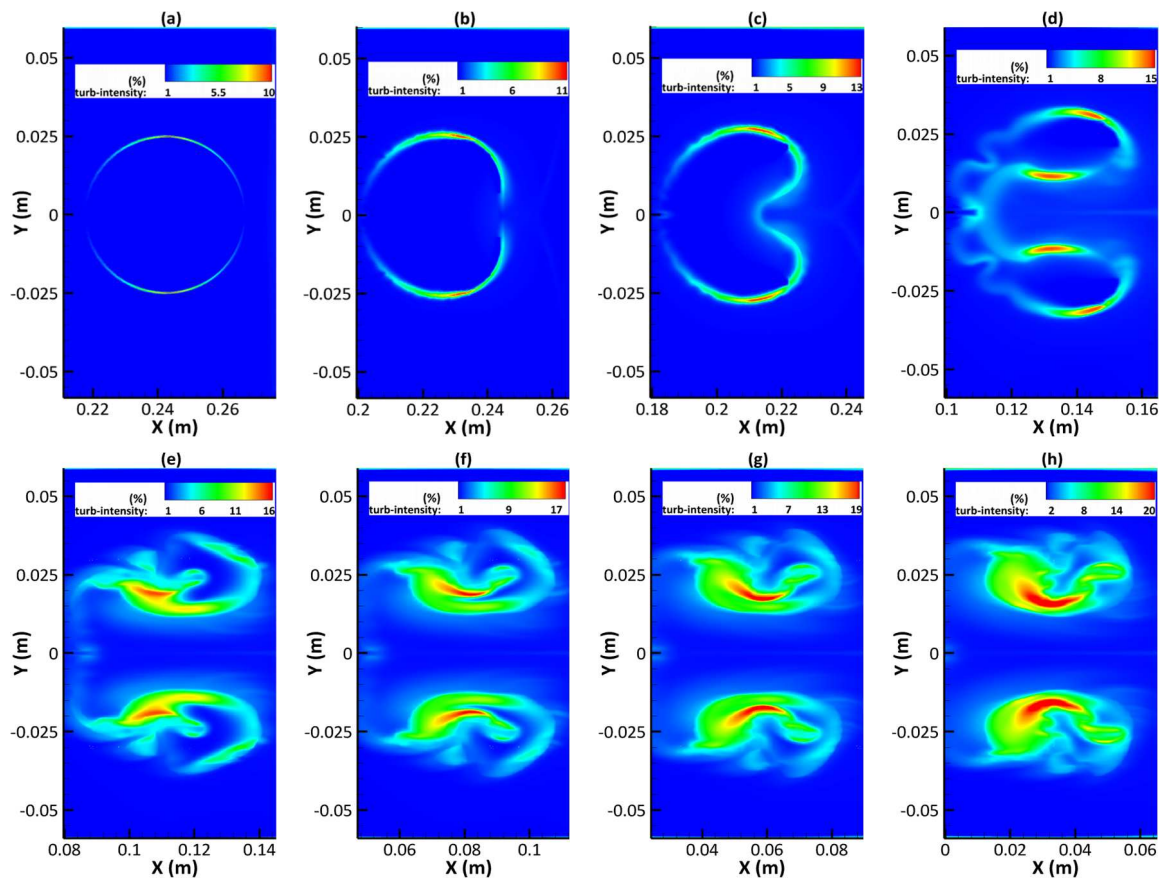 (a)
(%)
turb-intensity: 1 5.5 10
0.05
0.025
0
-0.025
-0.05
Y (m)
0.22 0.24 0.26
X (m)
(b)
(%)
turb-intensity: 1 6 11
0.05
0.025
0
-0.025
-0.05
Y (m)
0.2 0.22 0.24 0.26
X (m)
(c)
(%)
turb-intensity: 1 5 9 13
0.05
0.025
0
-0.025
-0.05
Y (m)
0.18 0.2 0.22 0.24
X (m)
(d)
(%)
turb-intensity: 1 8 15
0.05
0.025
0
-0.025
-0.05
Y (m)
0.1 0.12 0.14 0.16
X (m)
(e)
(%)
turb-intensity: 1 6 11 16
0.05
0.025
0
-0.025
-0.05
Y (m)
0.08 0.1 0.12 0.14
X (m)
(f)
(%)
turb-intensity: 1 9 17
0.05
0.025
0
-0.025
-0.05
Y (m)
0.06 0.08 0.1
X (m)
(g)
(%)
turb-intensity: 1 7 13 19
0.05
0.025
0
-0.025
-0.05
Y (m)
0.04 0.06 0.08
X (m)
(h)
(%)
turb-intensity: 2 8 14 20
0.05
0.025
0
-0.025
-0.05
Y (m)
0 0.02 0.04 0.06
X (m)